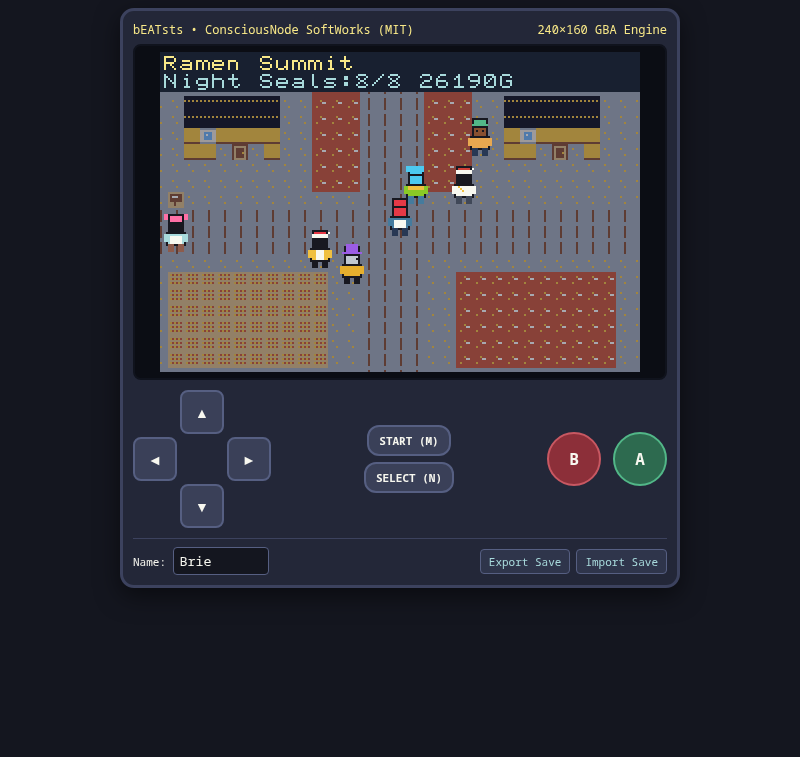 bEATsts • ConsciousNode SoftWorks (MIT) 240×160 GBA Engine
Ramen Summit
Night Seals:8/8 26190G
▲
◄ ►
▼
START (M)
SELECT (N)
B A
Name: Brie Export Save Import Save